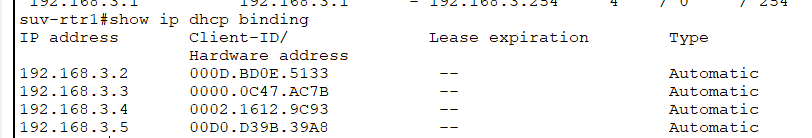 192.168.3.1 192.168.3.1 - 192.168.3.254 4 / 0 / 254
suv-rtr1#show ip dhcp binding
IP address Client-ID/ Lease expiration Type
Hardware address
192.168.3.2 000D.BD0E.5133 -- Automatic
192.168.3.3 0000.0C47.AC7B -- Automatic
192.168.3.4 0002.1612.9C93 -- Automatic
192.168.3.5 00D0.D39B.39A8 -- Automatic